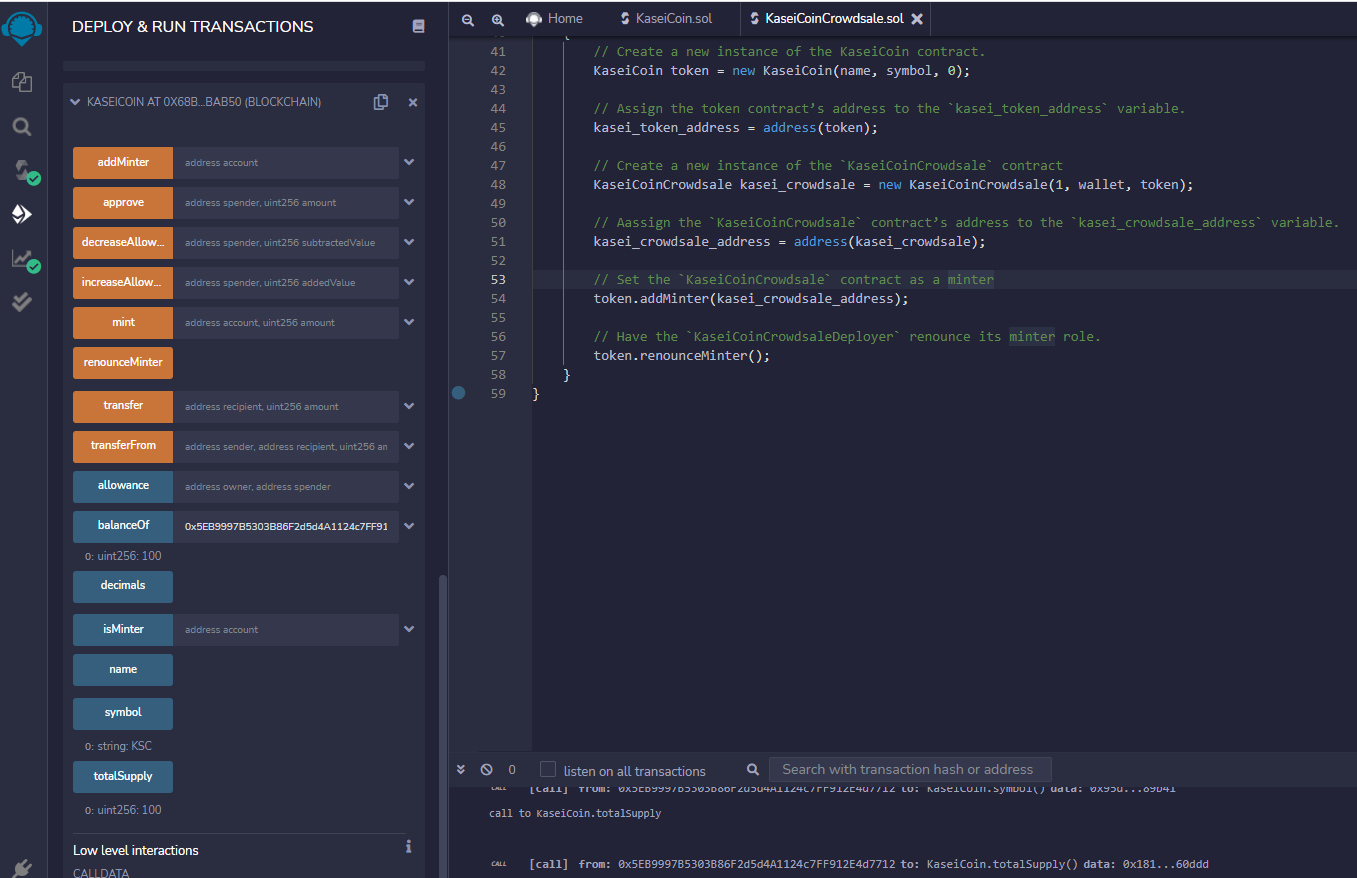 DEPLOY & RUN TRANSACTIONS
KASEICOIN AT 0X68B...BAB50 (BLOCKCHAIN)
addMinter address account
approve address spender, uint256 amount
decreaseAllow... address spender, uint256 subtractedValue
increaseAllow... address spender, uint256 addedValue
mint address account, uint256 amount
renounceMinter
transfer address recipient, uint256 amount
transferFrom address sender, address recipient, uint256 an
allowance address owner, address spender
balanceOf 0x5EB9997B5303B86F2d5d4A1124c7FF91
0: uint256: 100
decimals
isMinter address account
name
symbol
0: string: KSC
totalSupply
0: uint256: 100
Low level interactions
CALLDATA
Home KaseiCoin.sol KaseiCoinCrowdsale.sol
41 // Create a new instance of the KaseiCoin contract.
42 KaseiCoin token = new KaseiCoin(name, symbol, 0);
43
44 // Assign the token contract’s address to the `kasei_token_address` variable.
45 kasei_token_address = address(token);
46
47 // Create a new instance of the `KaseiCoinCrowdsale` contract
48 KaseiCoinCrowdsale kasei_crowdsale = new KaseiCoinCrowdsale(1, wallet, token);
49
50 // Aassign the `KaseiCoinCrowdsale` contract’s address to the `kasei_crowdsale_address` variable.
51 kasei_crowdsale_address = address(kasei_crowdsale);
52
53 // Set the `KaseiCoinCrowdsale` contract as a minter
54 token.addMinter(kasei_crowdsale_address);
55
56 // Have the `KaseiCoinCrowdsaleDeployer` renounce its minter role.
57 token.renounceMinter();
58 }
59 }
0 listen on all transactions Search with transaction hash or address
CALL [call] from: 0x5EB9997B5303B86F2d5d4A1124c7FF912E4d7712 to: KaseiCoin.symbol() data: 0x95d...89b41
call to KaseiCoin.totalSupply
CALL [call] from: 0x5EB9997B5303B86F2d5d4A1124c7FF912E4d7712 to: KaseiCoin.totalSupply() data: 0x181...60ddd